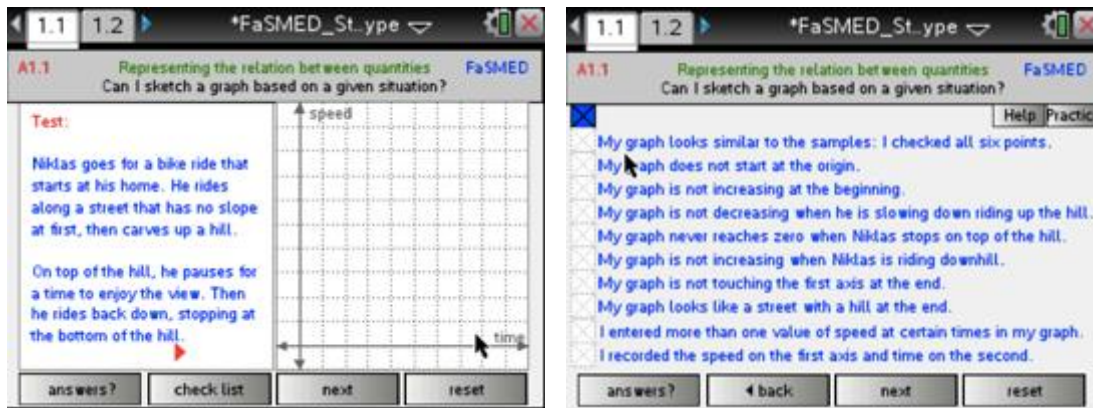 1.1 1.2 *FaSMED_St...ype
A1.1 Representing the relation between quantities FaSMED
Can I sketch a graph based on a given situation?
Test:
Niklas goes for a bike ride that
starts at his home. He rides
along a street that has no slope
at first, then carves up a hill.
On top of the hill, he pauses for
a time to enjoy the view. Then
he rides back down, stopping at
the bottom of the hill.
speed
time
answers? check list next reset
1.1 1.2 *FaSMED_St...ype
A1.1 Representing the relation between quantities FaSMED
Can I sketch a graph based on a given situation?
Help Practic
My graph looks similar to the samples: I checked all six points.
My graph does not start at the origin.
My graph is not increasing at the beginning.
My graph is not decreasing when he is slowing down riding up the hill.
My graph never reaches zero when Niklas stops on top of the hill.
My graph is not increasing when Niklas is riding downhill.
My graph is not touching the first axis at the end.
My graph looks like a street with a hill at the end.
I entered more than one value of speed at certain times in my graph.
I recorded the speed on the first axis and time on the second.
answers? back next reset